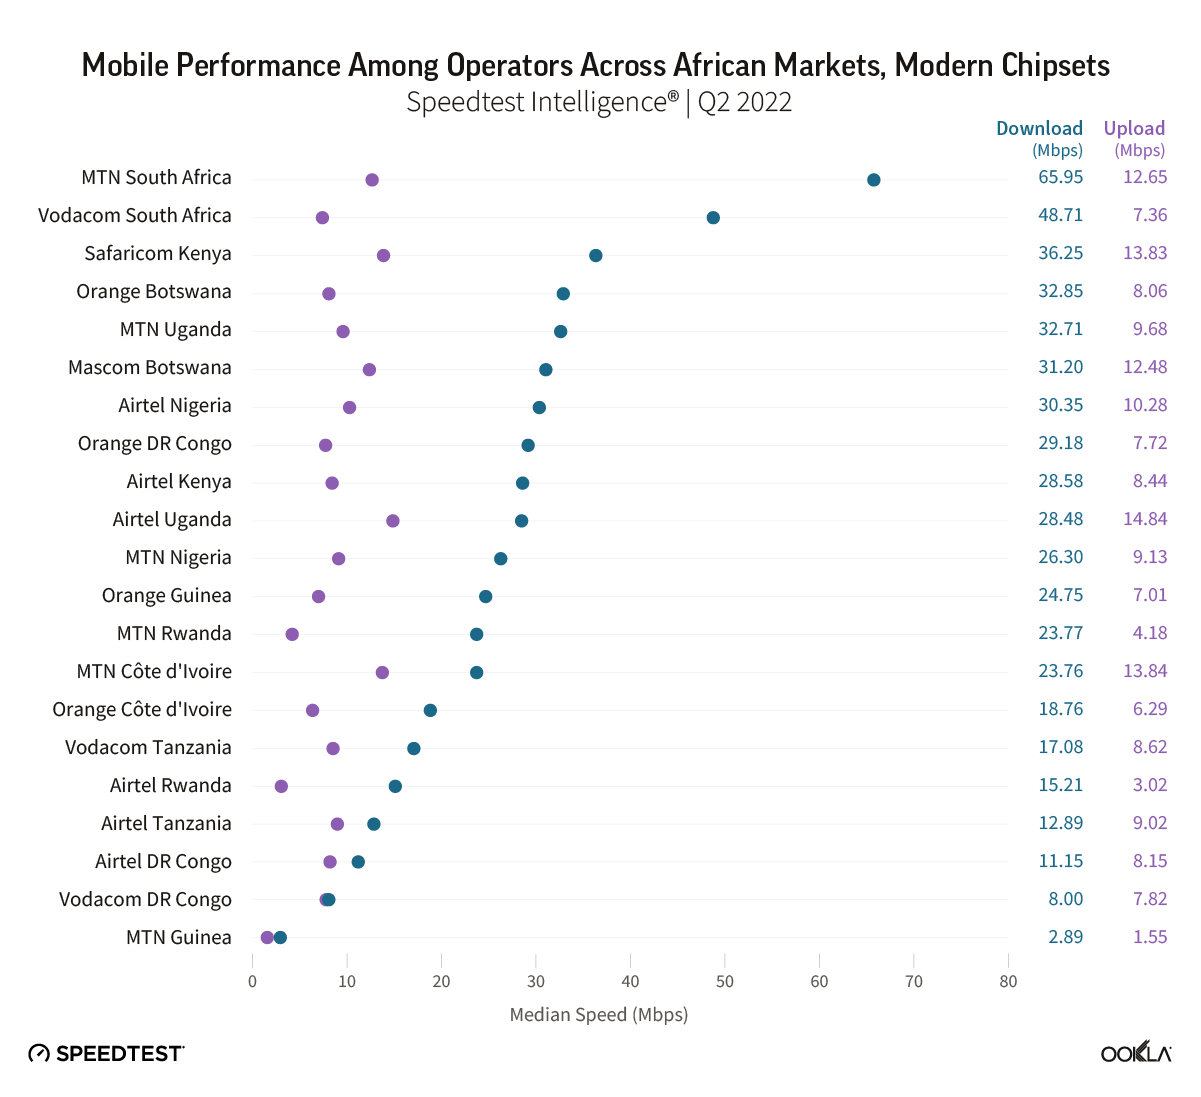 Mobile Performance Among Operators Across African Markets, Modern Chipsets
Speedtest Intelligence® | Q2 2022
Download Upload
(Mbps) (Mbps)
MTN South Africa 65.95 12.65
Vodacom South Africa 48.71 7.36
Safaricom Kenya 36.25 13.83
Orange Botswana 32.85 8.06
MTN Uganda 32.71 9.68
Mascom Botswana 31.20 12.48
Airtel Nigeria 30.35 10.28
Orange DR Congo 29.18 7.72
Airtel Kenya 28.58 8.44
Airtel Uganda 28.48 14.84
MTN Nigeria 26.30 9.13
Orange Guinea 24.75 7.01
MTN Rwanda 23.77 4.18
MTN Côte d'Ivoire 23.76 13.84
Orange Côte d'Ivoire 18.76 6.29
Vodacom Tanzania 17.08 8.62
Airtel Rwanda 15.21 3.02
Airtel Tanzania 12.89 9.02
Airtel DR Congo 11.15 8.15
Vodacom DR Congo 8.00 7.82
MTN Guinea 2.89 1.55
0 10 20 30 40 50 60 70 80
Median Speed (Mbps)
SPEEDTEST OOKLA